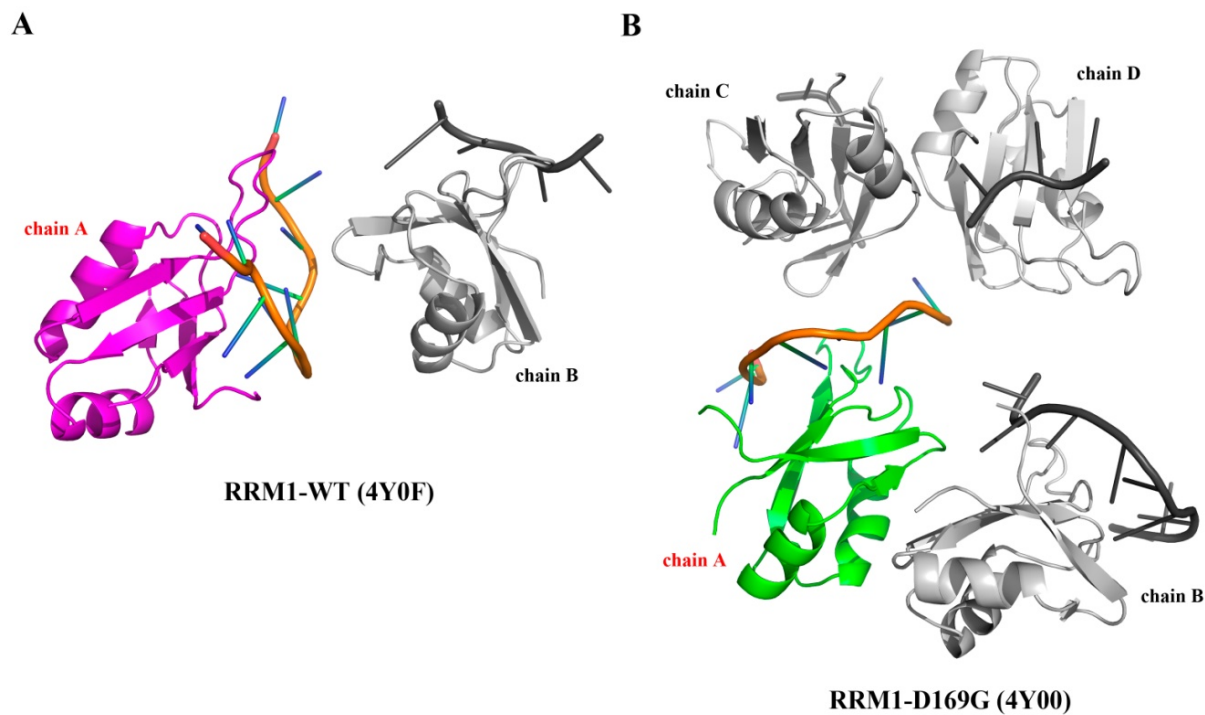 A
chain A
chain B
RRM1-WT (4Y0F)
B
chain C
chain D
chain A
chain B
RRM1-D169G (4Y00)